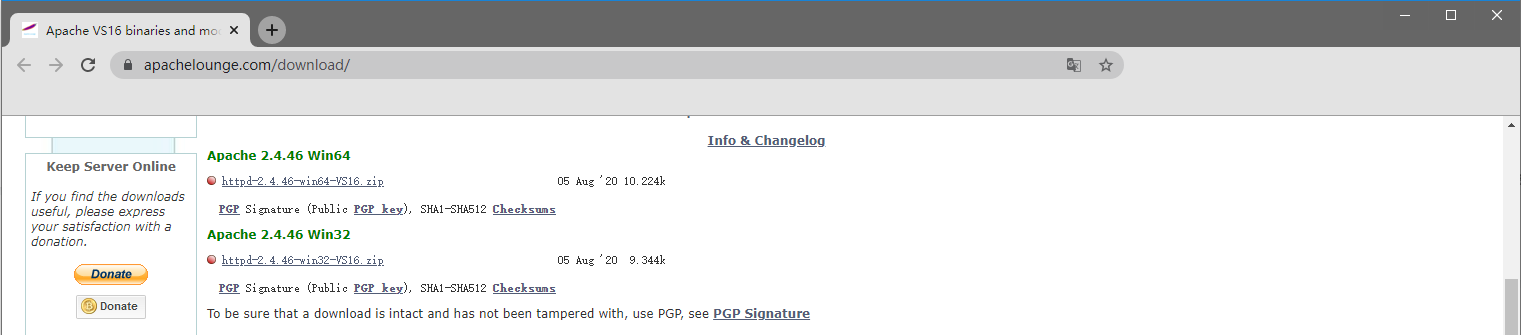 Apache VS16 binaries and mod
apachelounge.com/download/
Info & Changelog
Keep Server Online
If you find the downloads
useful, please express
your satisfaction with a
donation.
Donate
Donate
Apache 2.4.46 Win64
httpd-2.4.46-win64-VS16.zip 05 Aug '20 10.224k
PGP Signature (Public PGP key), SHA1-SHA512 Checksums
Apache 2.4.46 Win32
httpd-2.4.46-win32-VS16.zip 05 Aug '20 9.344k
PGP Signature (Public PGP key), SHA1-SHA512 Checksums
To be sure that a download is intact and has not been tampered with, use PGP, see PGP Signature